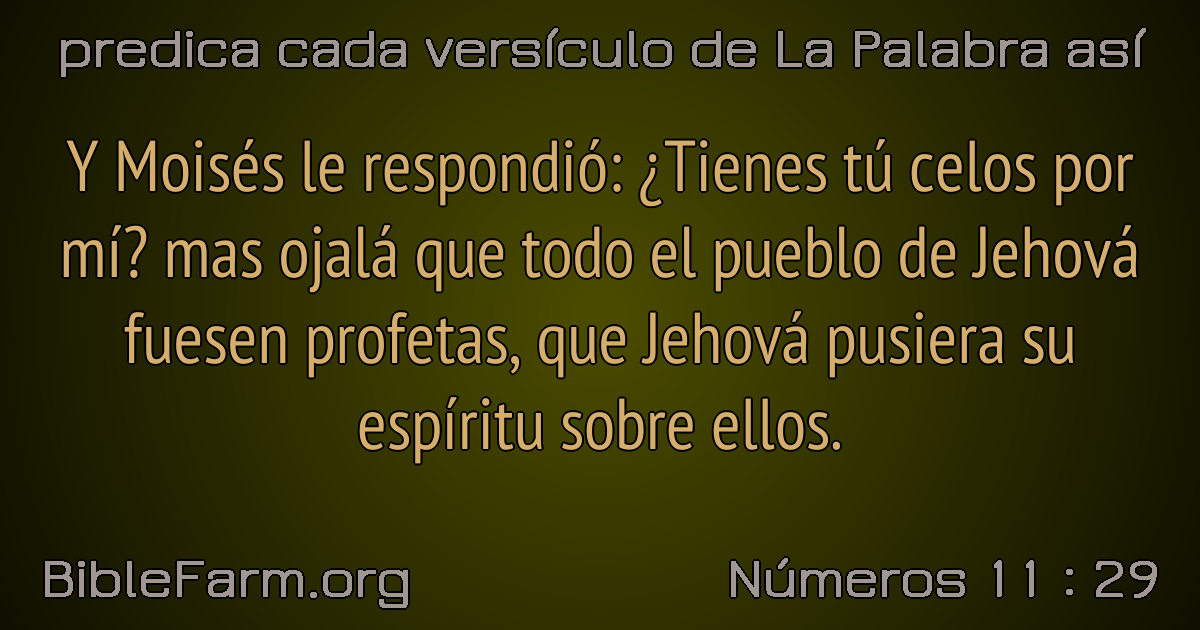 predica cada versículo de La Palabra así
Y Moisés le respondió: ¿Tienes tú celos por
mí? mas ojalá que todo el pueblo de Jehová
fuesen profetas, que Jehová pusiera su
espíritu sobre ellos.
BibleFarm.org
Números 11 : 29